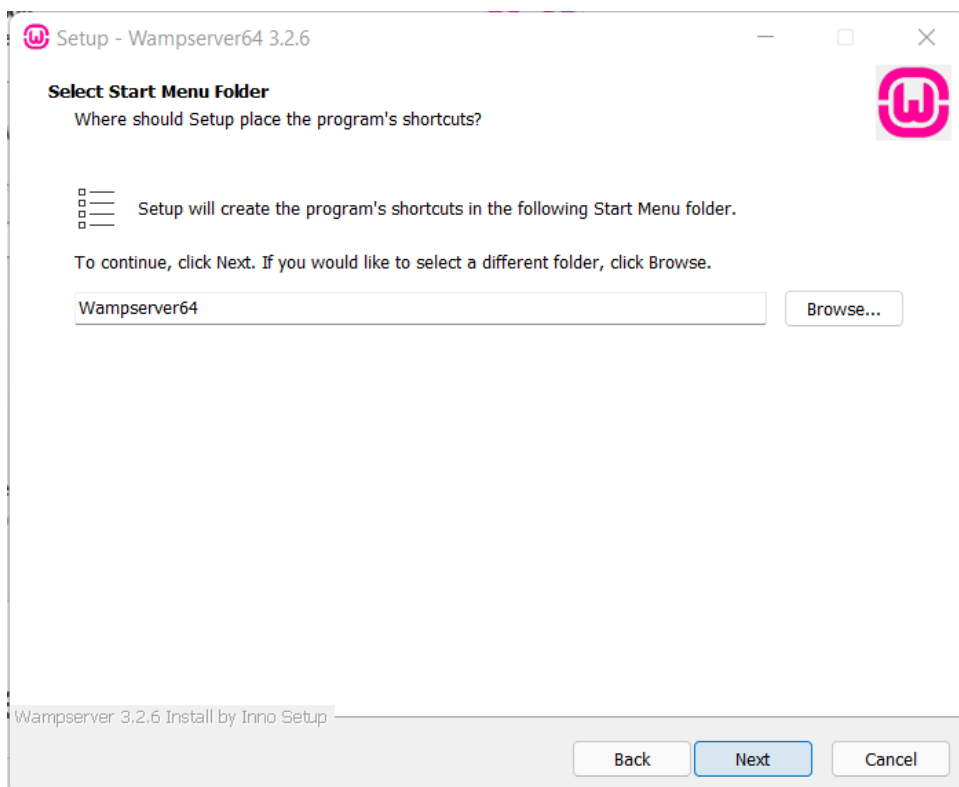 Setup - Wampserver64 3.2.6
Select Start Menu Folder
Where should Setup place the program's shortcuts?
Setup will create the program's shortcuts in the following Start Menu folder.
To continue, click Next. If you would like to select a different folder, click Browse.
Wampserver64
Browse...
Wampserver 3.2.6 Install by Inno Setup
Back
Next
Cancel